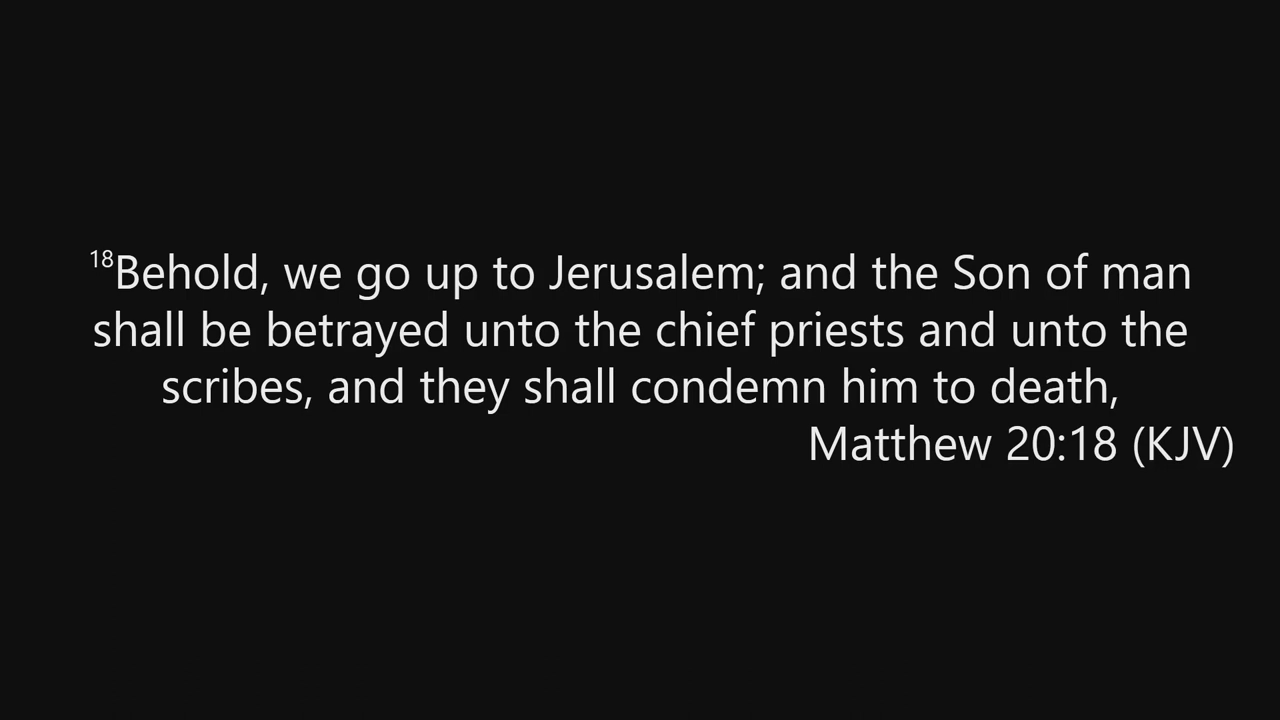 18Behold, we go up to Jerusalem; and the Son of man
shall be betrayed unto the chief priests and unto the
scribes, and they shall condemn him to death,
Matthew 20:18 (KJV)